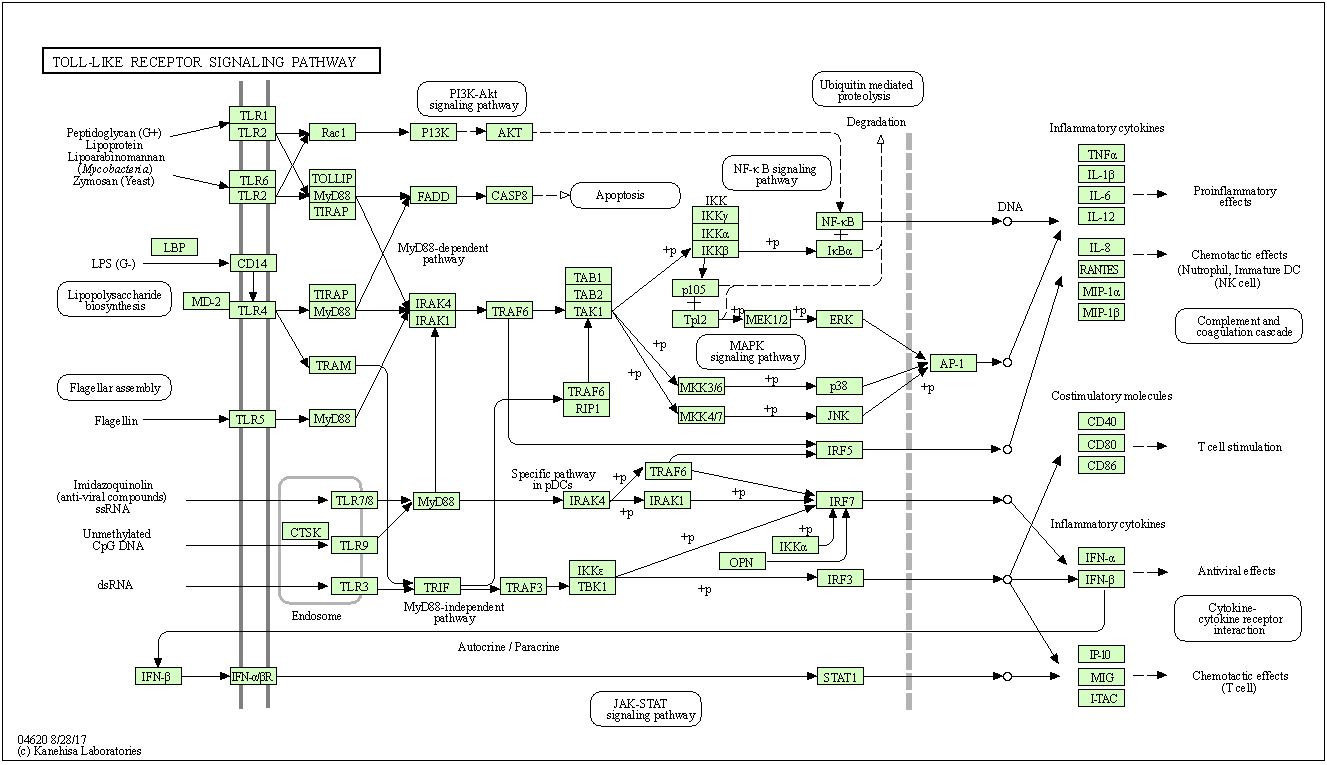 TOLL-LIKE RECEPTOR SIGNALING PATHWAY
PI3K-Akt
signaling pathway
Ubiquitin mediated
proteolysis
Degradation
Inflammatory cytokines
TLR1
TLR2
Peptidoglycan (G+)
Lipoprotein
Lipoarabinomannan
(Mycobacteria)
Zymosan (Yeast)
Rac1
P13K
AKT
TLR6
TLR2
TOLLIP
MyD88
TIRAP
FADD
CASP8
Apoptosis
NF-κ B signaling
pathway
IKK
IKKγ
IKKα
IKKβ
+p
+p
NF-κB
IκBα
DNA
TNFα
IL-1β
IL-6
IL-12
Proinflammatory
effects
IL-8
RANTES
MIP-1α
MIP-1β
Chemotactic effects
(Nutrophil, Immature DC
(NK cell)
LBP
LPS (G-)
CD14
MyD88-dependent
pathway
Lipopolysaccharide
biosynthesis
MD-2
TLR4
TIRAP
MyD88
IRAK4
IRAK1
TRAF6
TAB1
TAB2
TAK1
p105
Tpl2
+p
MEK1/2
+p
ERK
Complement and
coagulation cascade
MAPK
signaling pathway
+p
+p
+p
TRAM
AP-1
Flagellar assembly
TRAF6
RIP1
MKK3/6
+p
p38
+p
MKK4/7
+p
JNK
Costimulatory molecules
Flagellin
TLR5
MyD88
CD40
CD80
CD86
T cell stimulation
IRF5
Specific pathway
in pDCs
+p
TRAF6
Imidazoquinolin
(anti-viral compounds)
ssRNA
TLR7/8
MyD88
IRAK4
+p
IRAK1
+p
IRF7
Unmethylated
CpG DNA
CTSK
TLR9
+p
+p
IKKα
OPN
Inflammatory cytokines
IFN-α
IFN-β
Antiviral effects
dsRNA
TLR3
TRIF
TRAF3
IKKε
TBK1
+p
IRF3
Endosome
MyD88-independent
pathway
Cytokine-
cytokine receptor
interaction
Autocrine / Paracrine
IFN-β
IFN-α/βR
STAT1
IP-10
MIG
I-TAC
Chemotactic effects
(T cell)
JAK-STAT
signaling pathway
04620 8/28/17
(c) Kanehisa Laboratories